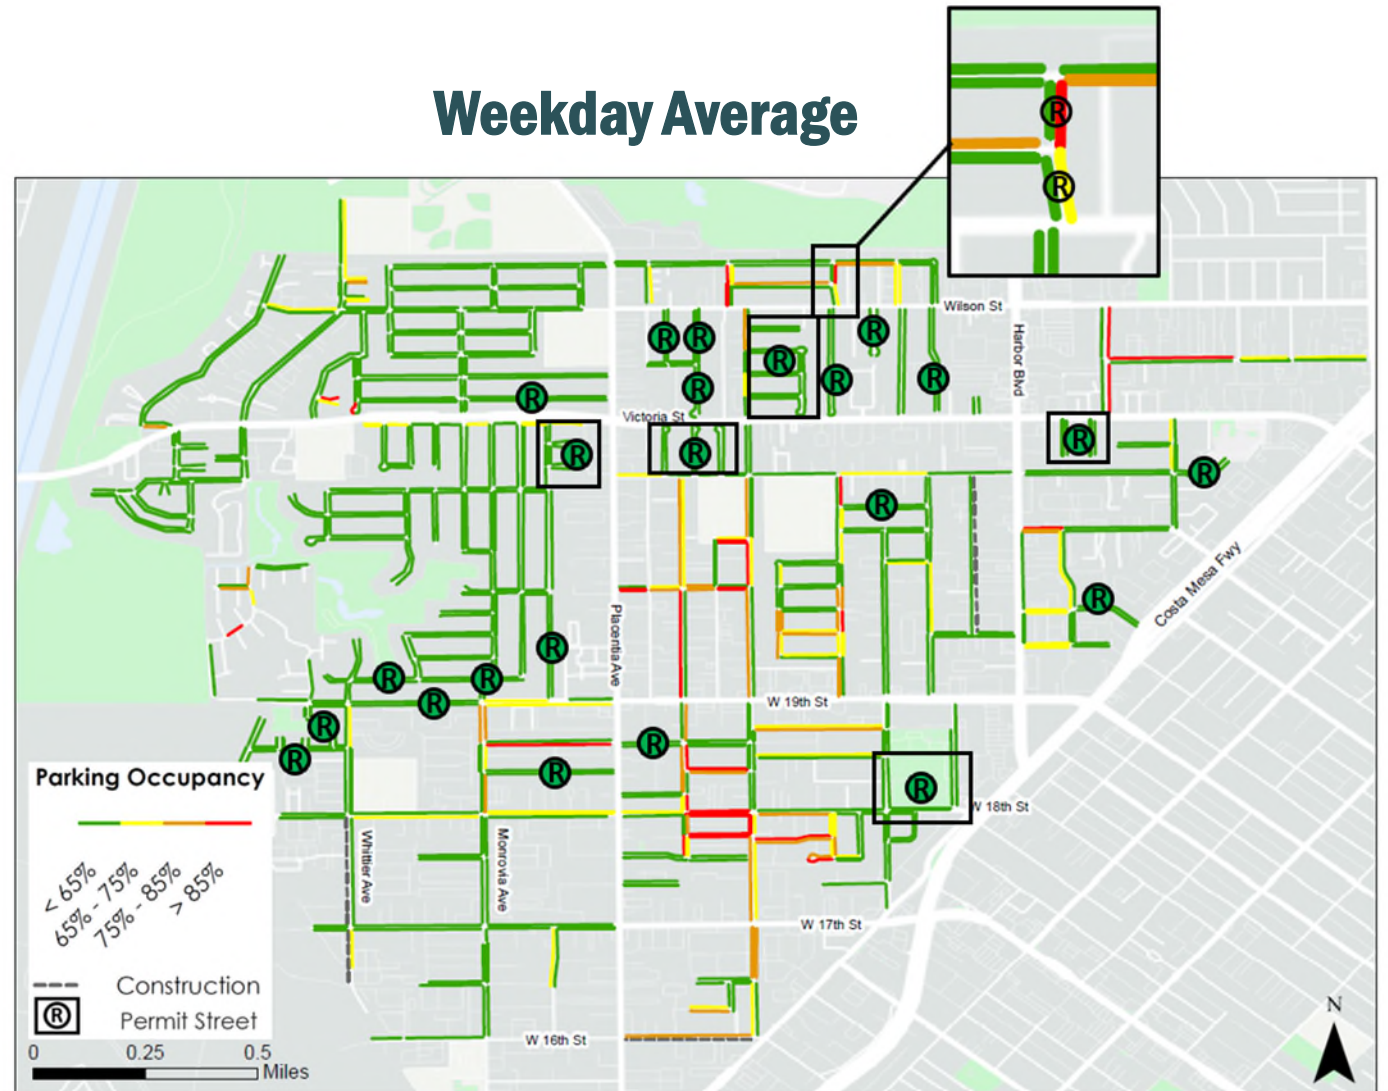 Weekday Average
R
R
Wilson St
Harbor Blvd
R
R
R
R
R
R
R
R
Victoria St
R
R
R
R
R
Costa Mesa Fwy
R
Placentia Ave
R
R
R
R
W 19th St
R
R
R
R
R
R
W 18th St
Whittier Ave
Monrovia Ave
W 17th St
W 16th St
Parking Occupancy
< 65%
65% - 75%
75% - 85%
> 85%
Construction
R
Permit Street
0
0.25
0.5
Miles
N